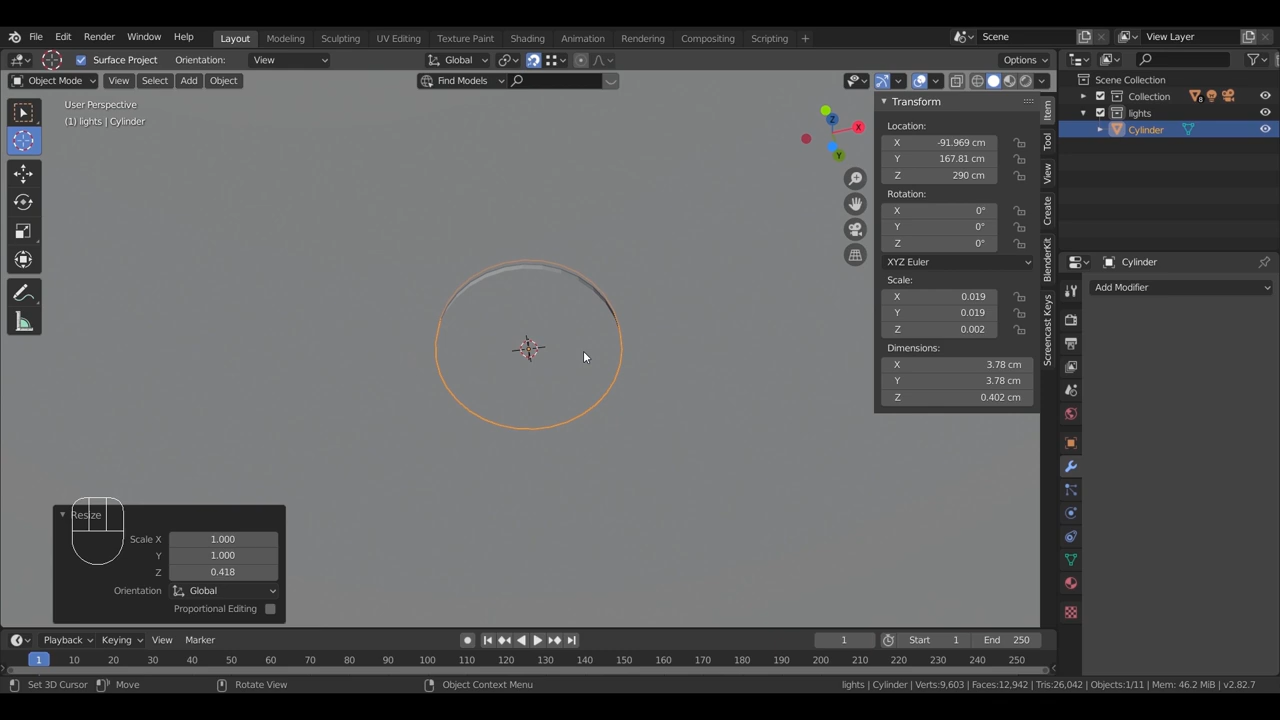 File Edit Render Window Help Layout Modeling Sculpting UV Editing Texture Paint Shading Animation Rendering Compositing Scripting + Scene View Layer
Surface Project Orientation: View Global Options
Object Mode View Select Add Object Find Models
User Perspective
(1) lights | Cylinder
X
Y
Z
Transform
Location:
X -91.969 cm
Y 167.81 cm
Z 290 cm
Rotation:
X 0°
Y 0°
Z 0°
XYZ Euler
Scale:
X 0.019
Y 0.019
Z 0.002
Dimensions:
X 3.78 cm
Y 3.78 cm
Z 0.402 cm
Item
Tool
View
Create
BlenderKit
Screencast Keys
Scene Collection
Collection 8
lights
Cylinder
Cylinder
Add Modifier
Resize
Scale X 1.000
Y 1.000
Z 0.418
Orientation Global
Proportional Editing
Playback Keying View Marker 1 Start 1 End 250
1 10 20 30 40 50 60 70 80 90 100 110 120 130 140 150 160 170 180 190 200 210 220 230 240 250
Set 3D Cursor Move Rotate View Object Context Menu lights | Cylinder | Verts:9,603 | Faces:12,942 | Tris:26,042 | Objects:1/11 | Mem: 46.2 MiB | v2.82.7